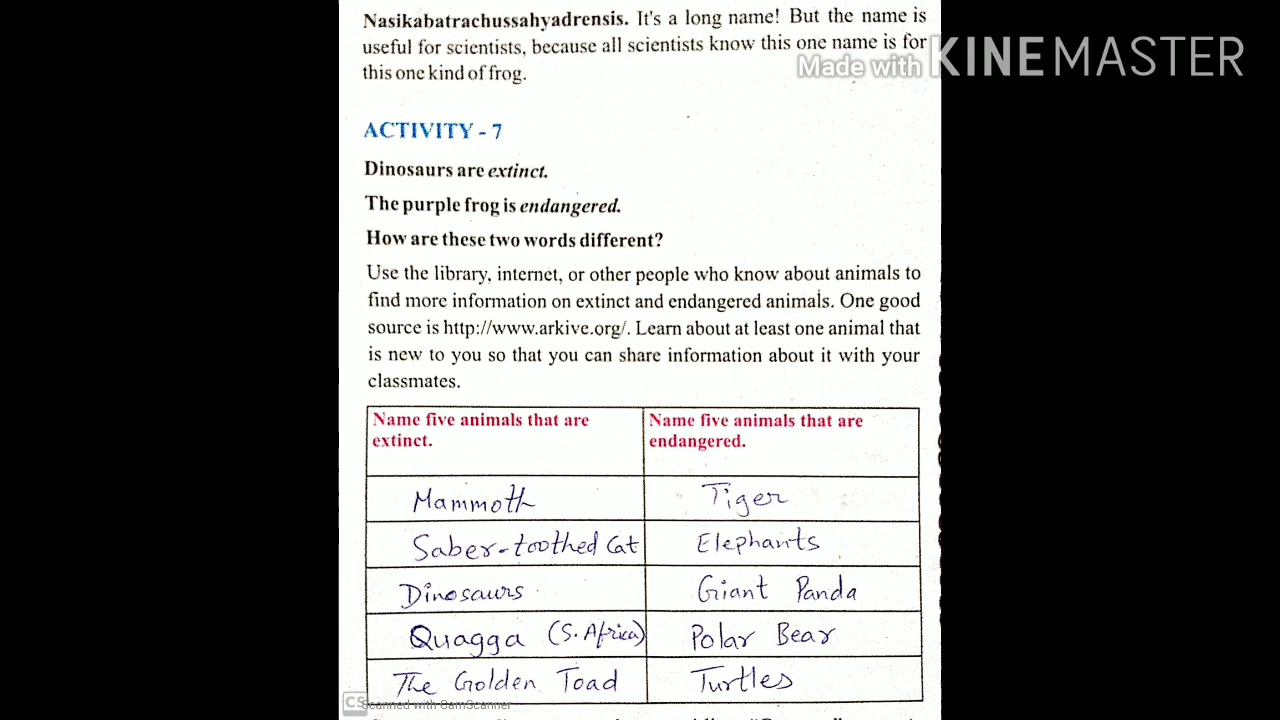 Nasikabatrachussahyadrensis. It's a long name! But the name is
useful for scientists, because all scientists know this one name is for
this one kind of frog.
Made with KINEMASTER
ACTIVITY - 7
Dinosaurs are extinct.
The purple frog is endangered.
How are these two words different?
Use the library, internet, or other people who know about animals to
find more information on extinct and endangered animals. One good
source is http://www.arkive.org/. Learn about at least one animal that
is new to you so that you can share information about it with your
classmates.
Name five animals that are
extinct.
Name five animals that are
endangered.
Mammoth
Tiger
Saber-toothed Cat
Elephants
Dinosaurs
Giant Panda
Quagga (S. Africa)
Polar Bear
The Golden Toad
Turtles
CS Scanned with CamScanner